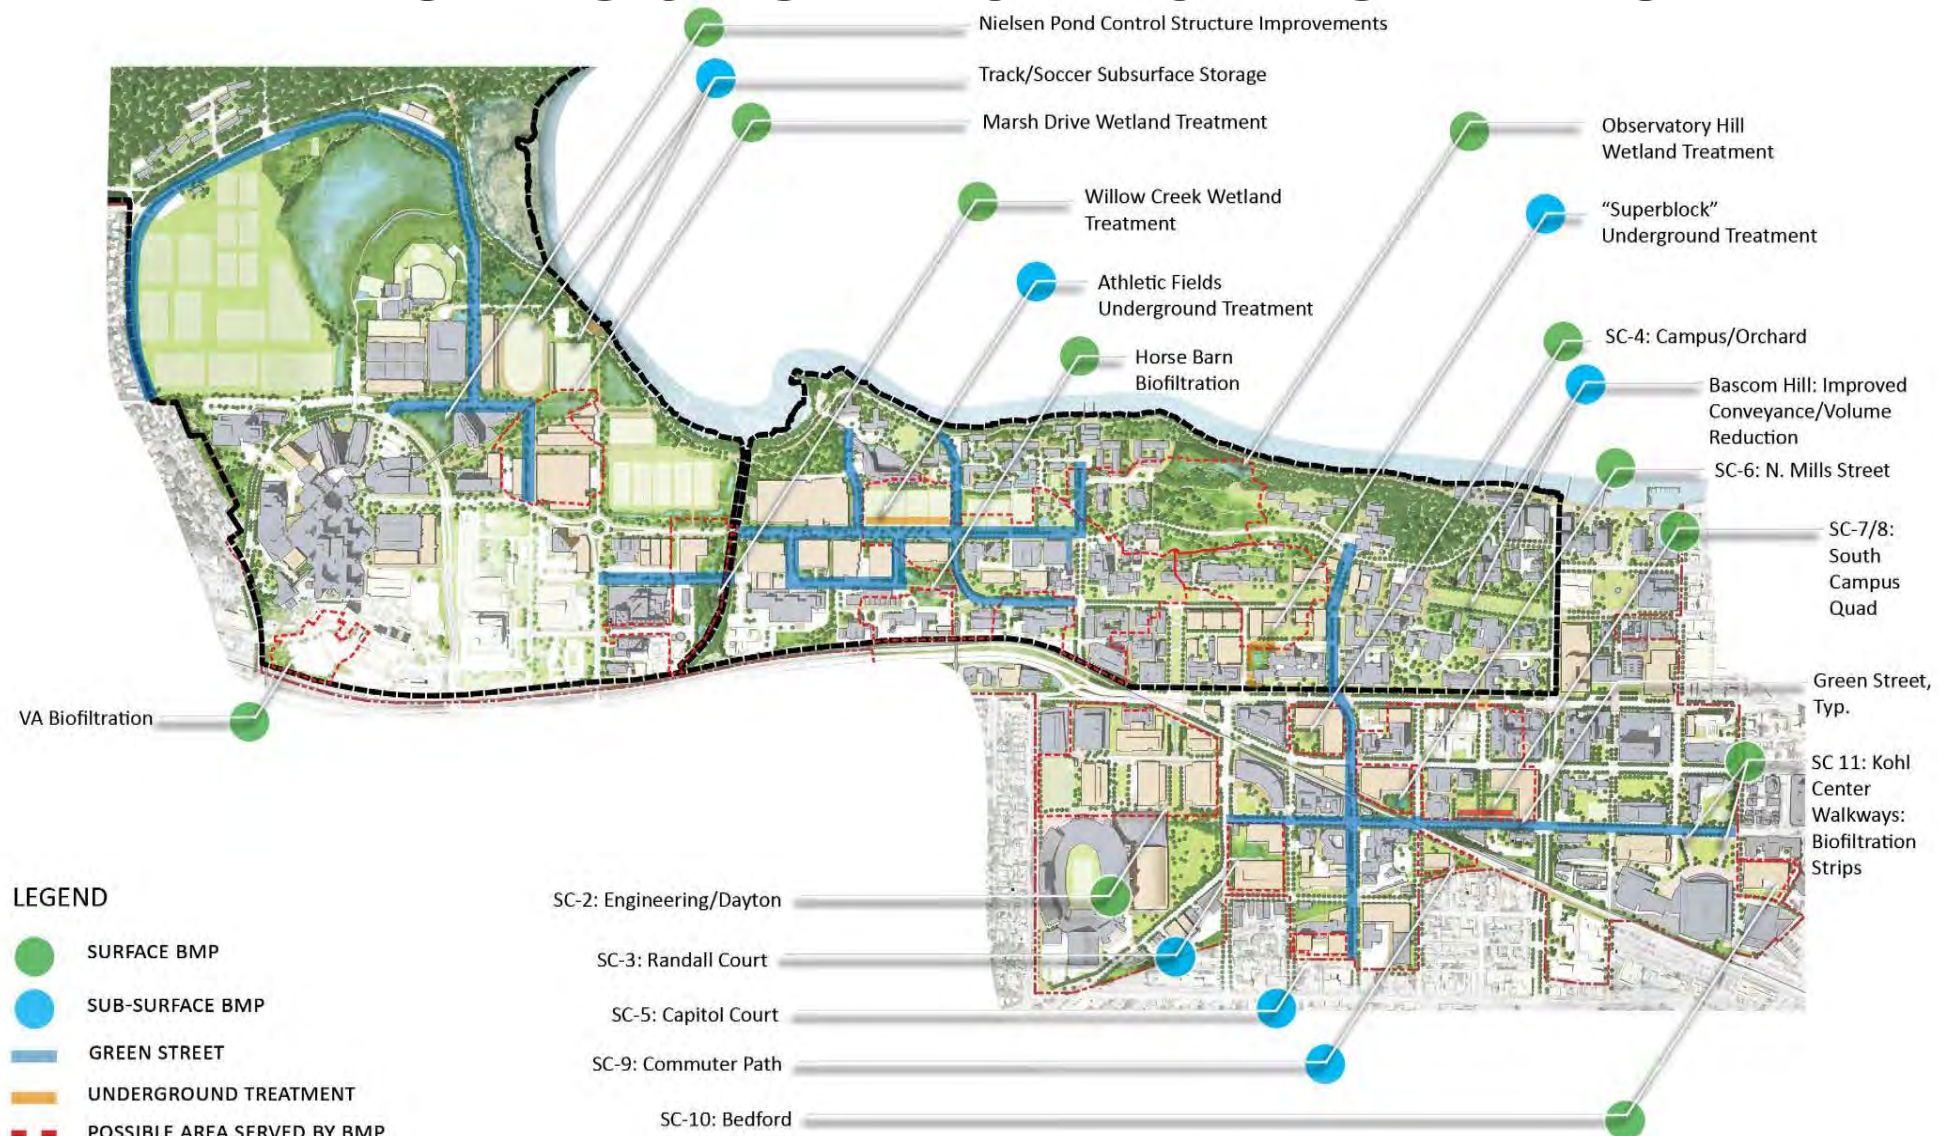 Nielsen Pond Control Structure Improvements
Track/Soccer Subsurface Storage
Marsh Drive Wetland Treatment
Observatory Hill
Wetland Treatment
Willow Creek Wetland
Treatment
“Superblock”
Underground Treatment
Athletic Fields
Underground Treatment
SC-4: Campus/Orchard
Horse Barn
Biofiltration
Bascom Hill: Improved
Conveyance/Volume
Reduction
SC-6: N. Mills Street
SC-7/8:
South
Campus
Quad
Green Street,
Typ.
VA Biofiltration
SC 11: Kohl
Center
Walkways:
Biofiltration
Strips
SC-2: Engineering/Dayton
SC-3: Randall Court
SC-5: Capitol Court
SC-9: Commuter Path
SC-10: Bedford
LEGEND
SURFACE BMP
SUB-SURFACE BMP
GREEN STREET
UNDERGROUND TREATMENT
POSSIBLE AREA SERVED BY BMP